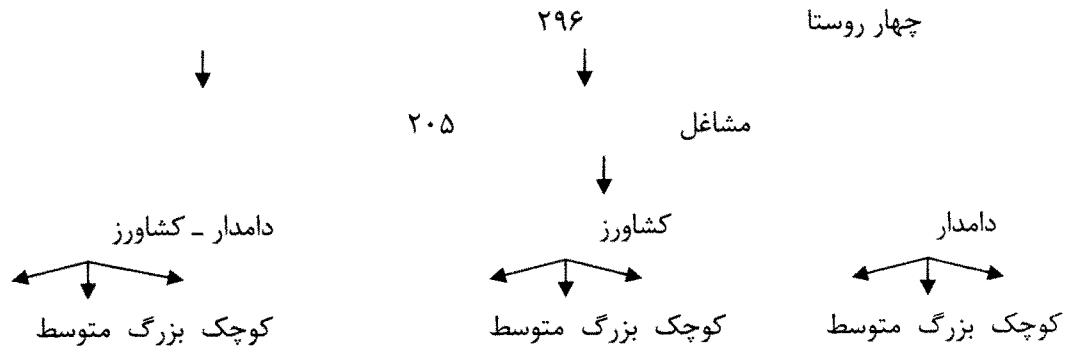 چهار روستا ۲۹۶
مشاغل ۲۰۵
دامدار کشاورز دامدار ـ کشاورز
کوچک بزرگ متوسط کوچک بزرگ متوسط کوچک بزرگ متوسط